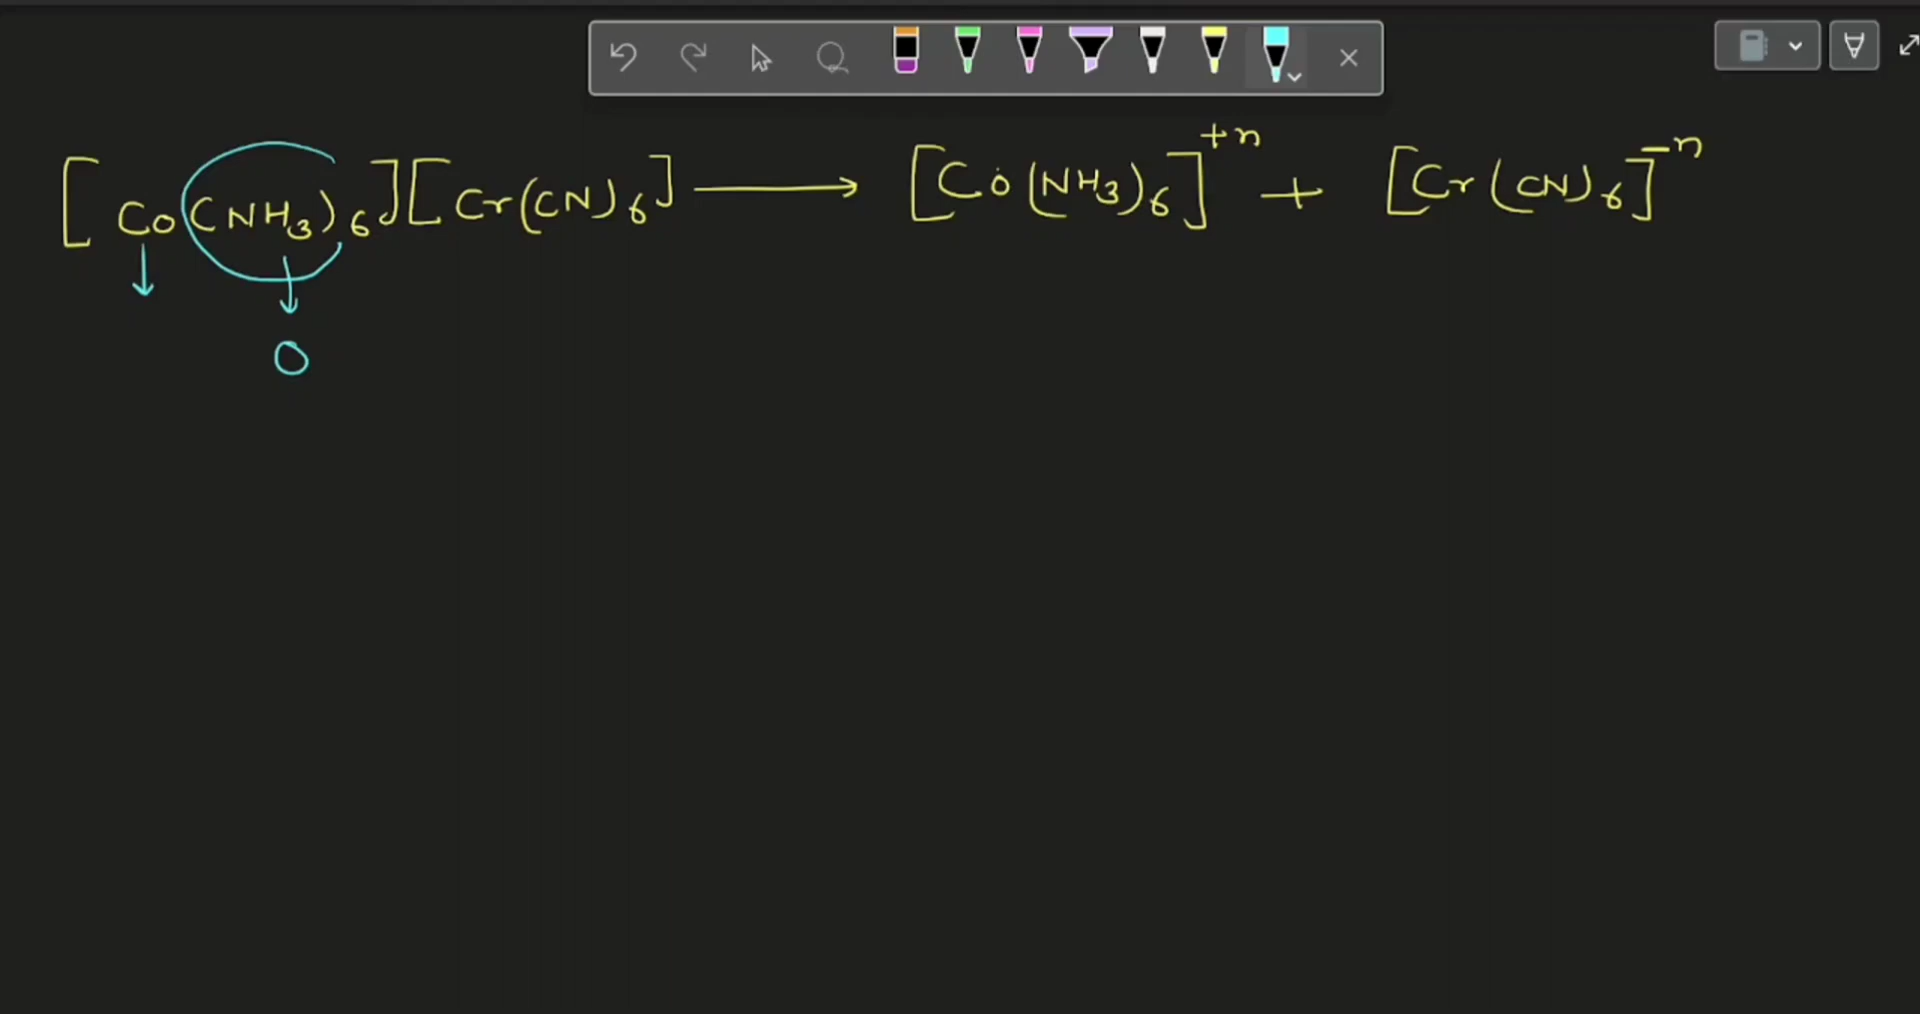 [Co(NH₃)₆][Cr(CN)₆] ⟶ [Co(NH₃)₆]⁺ⁿ + [Cr(CN)₆]⁻ⁿ
↓ ↓
0